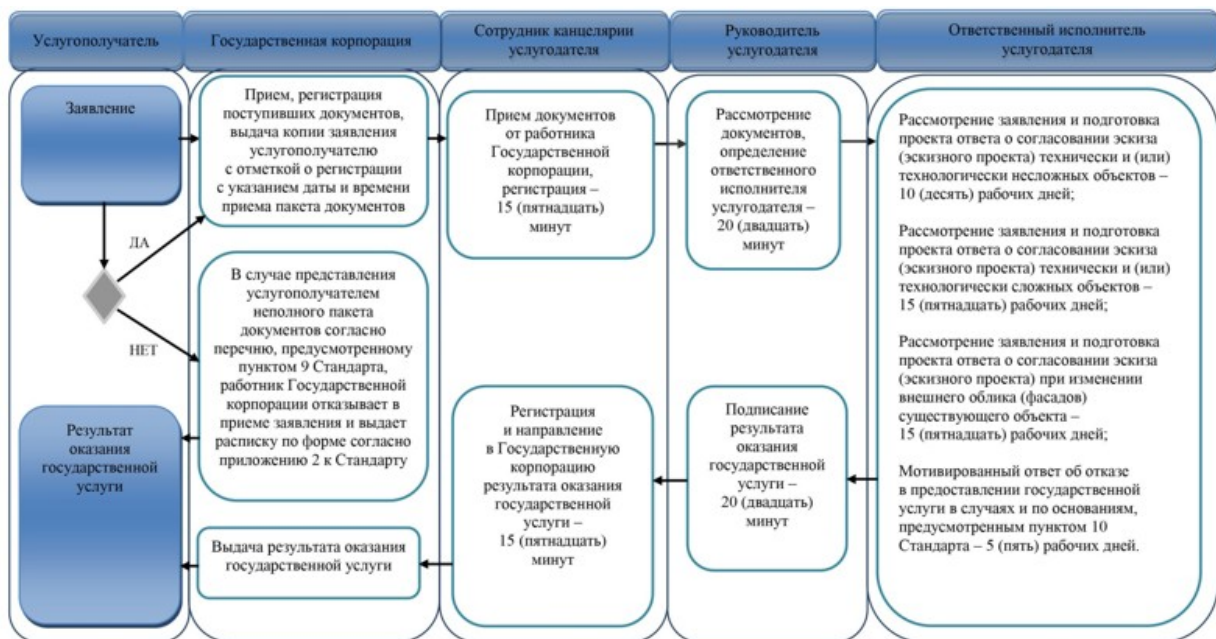 Услугополучатель
Государственная корпорация
Сотрудник канцелярии
услугодателя
Руководитель
услугодателя
Ответственный исполнитель
услугодателя
Заявление
ДА
НЕТ
Результат
оказания
государственной
услуги
Прием, регистрация
поступивших документов,
выдача копии заявления
услугополучателю
с отметкой о регистрации
с указанием даты и времени
приема пакета документов
В случае представления
услугополучателем
неполного пакета
документов согласно
перечню, предусмотренному
пунктом 9 Стандарта,
работник Государственной
корпорации отказывает в
приеме заявления и выдает
расписку по форме согласно
приложению 2 к Стандарту
Выдача результата оказания
государственной услуги
Прием документов
от работника
Государственной
корпорации,
регистрация –
15 (пятнадцать)
минут
Регистрация
и направление
в Государственную
корпорацию
результата оказания
государственной
услуги –
15 (пятнадцать)
минут
Рассмотрение
документов,
определение
ответственного
исполнителя
услугодателя –
20 (двадцать)
минут
Подписание
результата
оказания
государственной
услуги –
20 (двадцать)
минут
Рассмотрение заявления и подготовка
проекта ответа о согласовании эскиза
(эскизного проекта) технически и (или)
технологически несложных объектов –
10 (десять) рабочих дней;
Рассмотрение заявления и подготовка
проекта ответа о согласовании эскиза
(эскизного проекта) технически и (или)
технологически сложных объектов –
15 (пятнадцать) рабочих дней;
Рассмотрение заявления и подготовка
проекта ответа о согласовании эскиза
(эскизного проекта) при изменении
внешнего облика (фасадов)
существующего объекта –
15 (пятнадцать) рабочих дней;
Мотивированный ответ об отказе
в предоставлении государственной
услуги в случаях и по основаниям,
предусмотренным пунктом 10
Стандарта – 5 (пять) рабочих дней.